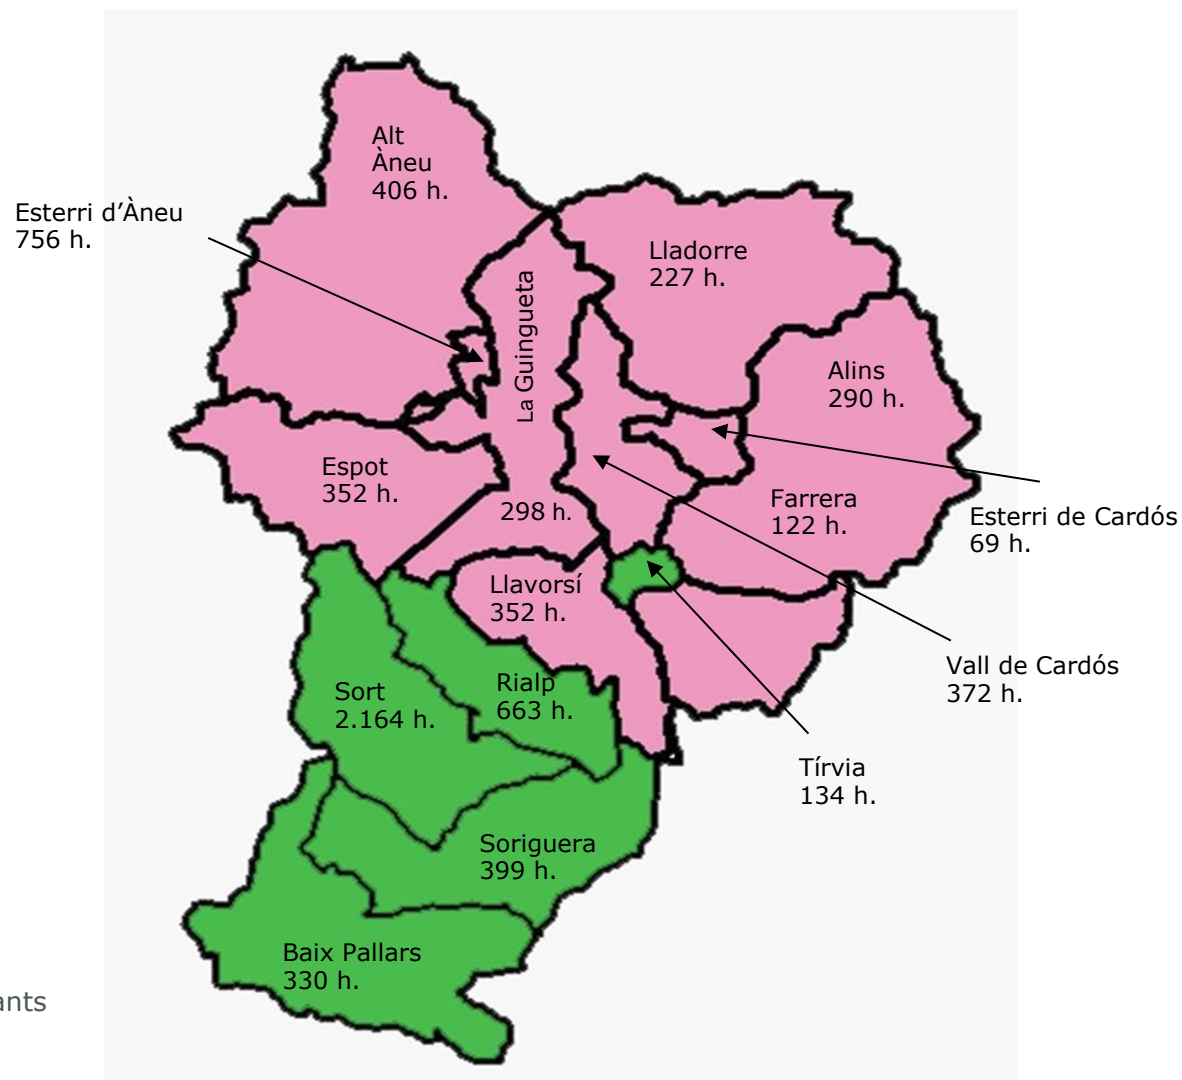 Alt
Àneu
406 h.
Esterri d’Àneu
756 h.
Lladorre
227 h.
La Guingueta
298 h.
Alins
290 h.
Espot
352 h.
Farrera
122 h.
Esterri de Cardós
69 h.
Llavorsí
352 h.
Vall de Cardós
372 h.
Rialp
663 h.
Sort
2.164 h.
Tírvia
134 h.
Soriguera
399 h.
Baix Pallars
330 h.
ants